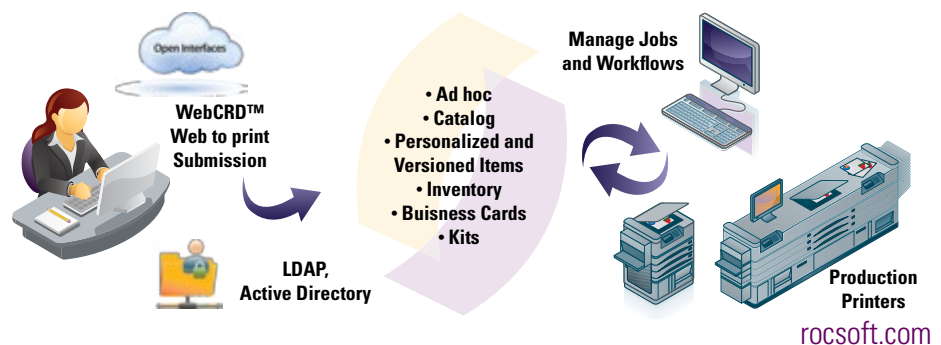 Open Interfaces
WebCRD™
Web to print
Submission
LDAP,
Active Directory
• Ad hoc
• Catalog
• Personalized and
Versioned Items
• Inventory
• Buisness Cards
• Kits
Manage Jobs
and Workflows
Production
Printers
rocsoft.com